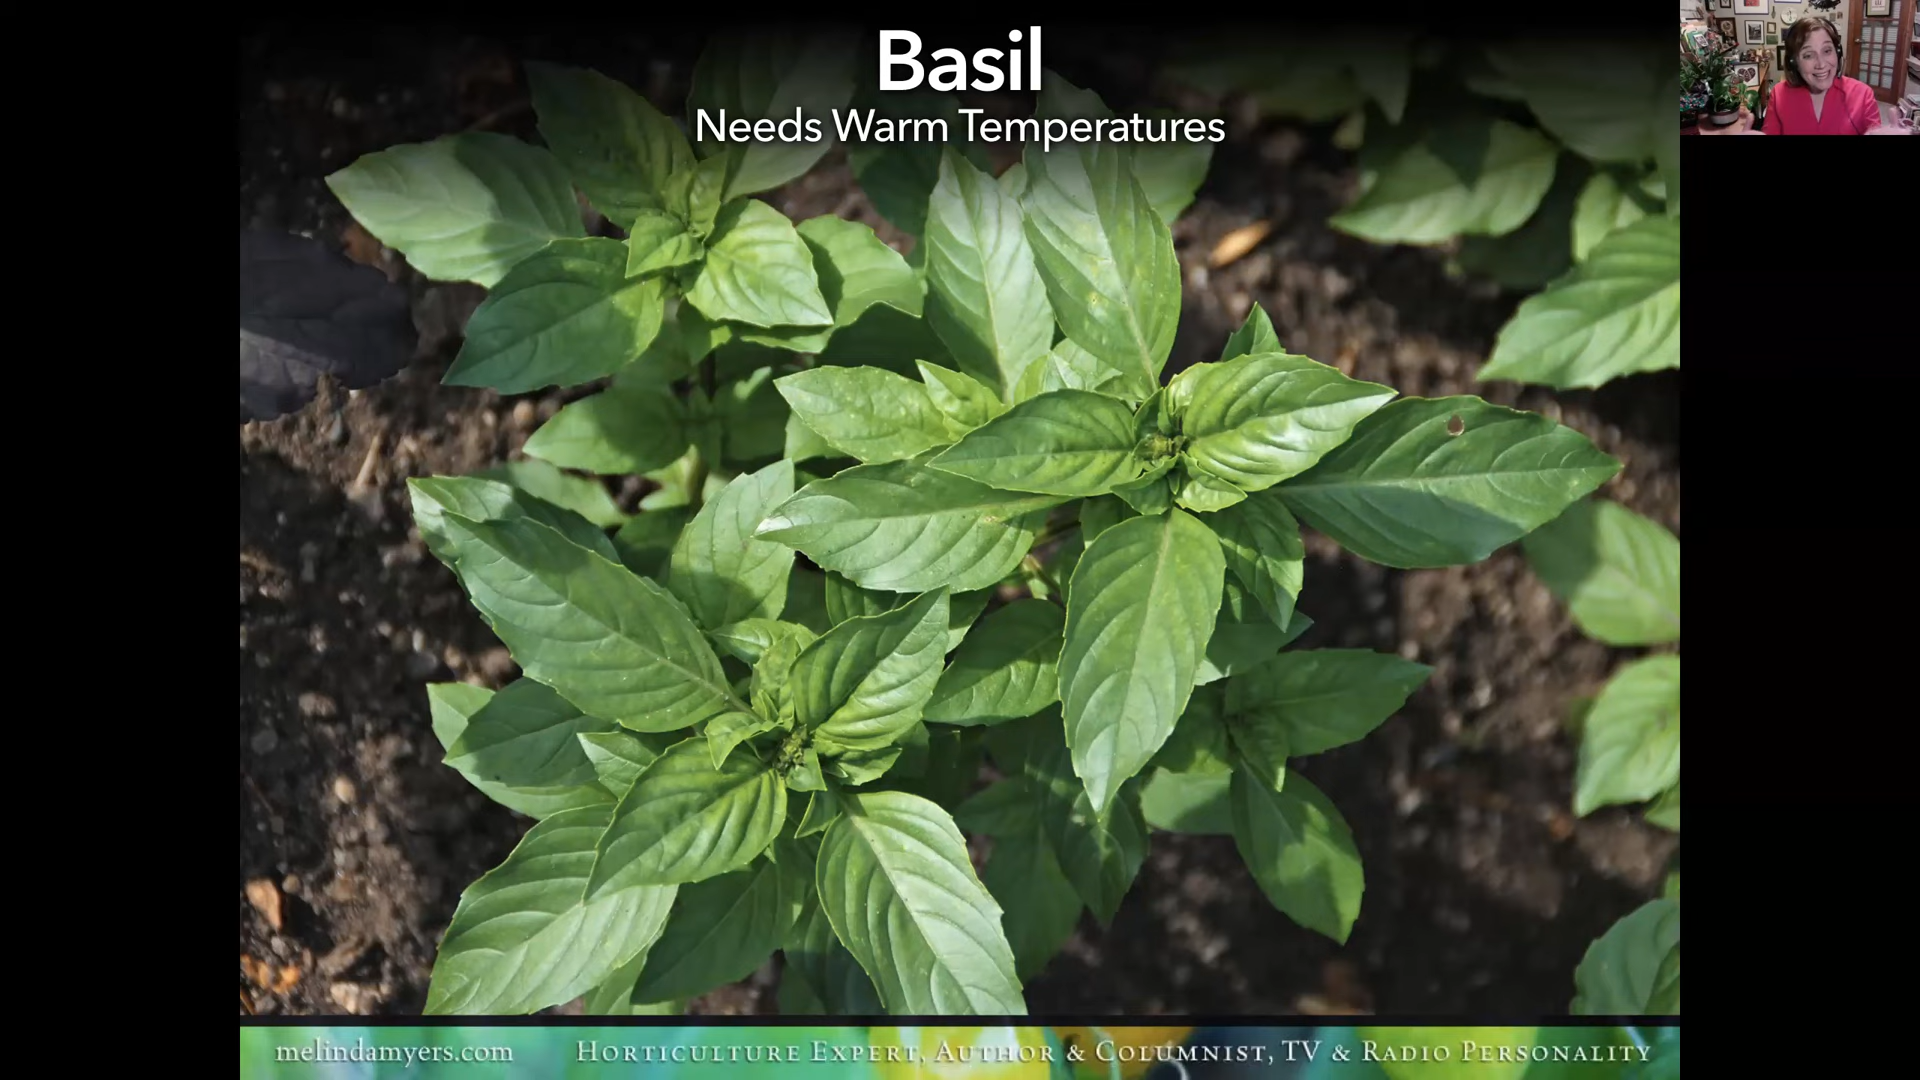 Basil
Needs Warm Temperatures
melindamyers.com
Horticulture Expert, Author & Columnist, TV & Radio Personality